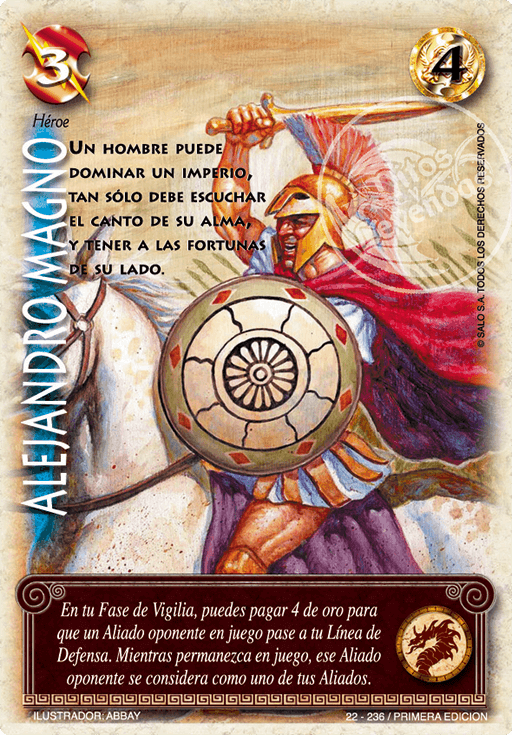 3
4
Héroe
ALEJANDRO MAGNO
UN HOMBRE PUEDE
DOMINAR UN IMPERIO,
TAN SÓLO DEBE ESCUCHAR
EL CANTO DE SU ALMA,
Y TENER A LAS FORTUNAS
DE SU LADO.
© SALO S.A. TODOS LOS DERECHOS RESERVADOS
En tu Fase de Vigilia, puedes pagar 4 de oro para
que un Aliado oponente en juego pase a tu Línea de
Defensa. Mientras permanezca en juego, ese Aliado
oponente se considera como uno de tus Aliados.
ILUSTRADOR: ABBAY
22 - 236 / PRIMERA EDICION